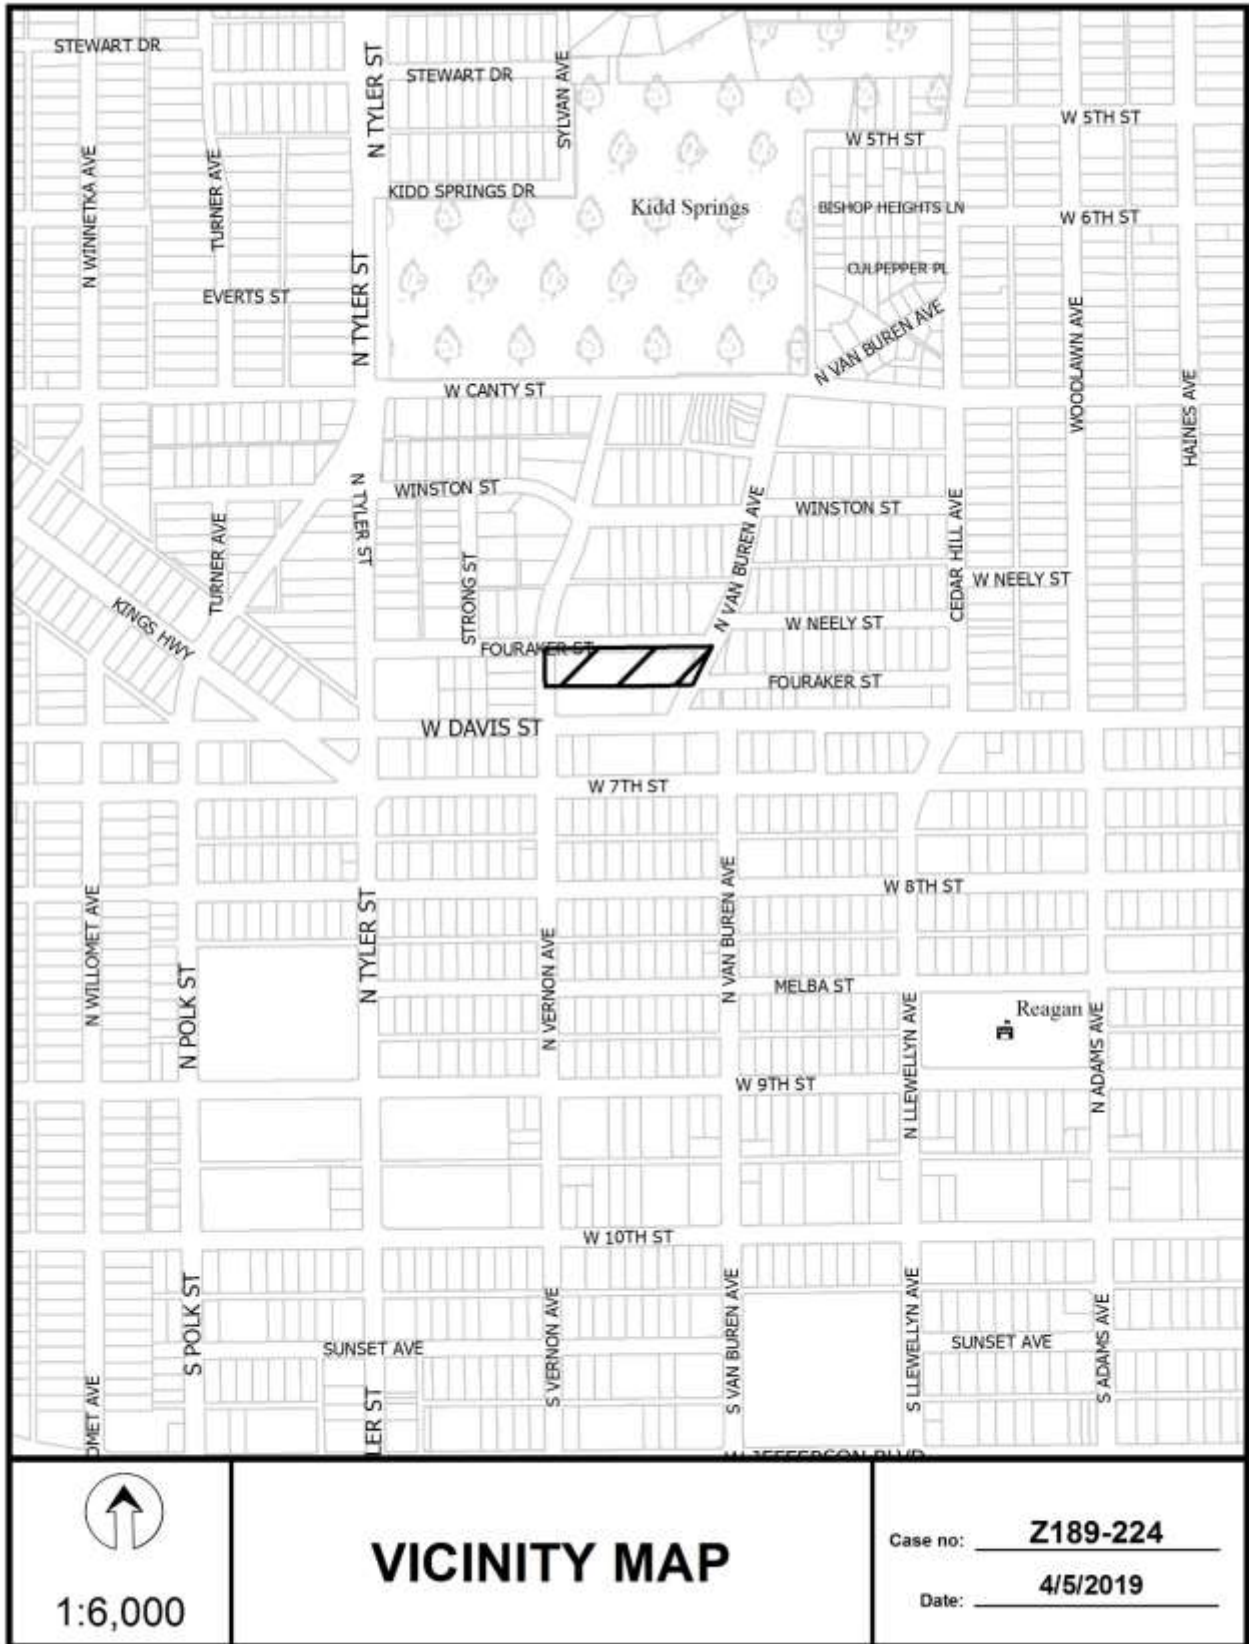 STEWART DR
N TYLER ST
STEWART DR
SYLVAN AVE
W 5TH ST
W 5TH ST
N WINNETKA AVE
TURNER AVE
KIDD SPRINGS DR
Kidd Springs
BISHOP HEIGHTS LN
W 6TH ST
EVERTS ST
N TYLER ST
CULPEPPER PL
N VAN BUREN AVE
WOODLAWN AVE
HAINES AVE
W CANTY ST
WINSTON ST
N TYLER ST
N VAN BUREN AVE
WINSTON ST
CEDAR HILL AVE
TURNER AVE
STRONG ST
W NEELY ST
KINGS HWY
W NEELY ST
FOURAKER ST
FOURAKER ST
W DAVIS ST
W 7TH ST
N WILLOMET AVE
N TYLER ST
N VAN BUREN AVE
W 8TH ST
N POLK ST
N VERNON AVE
MELBA ST
N LLEWELLYN AVE
Reagan
N ADAMS AVE
W 9TH ST
W 10TH ST
S POLK ST
S VERNON AVE
S VAN BUREN AVE
S LLEWELLYN AVE
S ADAMS AVE
SUNSET AVE
SUNSET AVE
OMET AVE
LER ST
W JEFFERSON BLVD
1:6,000
VICINITY MAP
Case no: Z189-224
Date: 4/5/2019